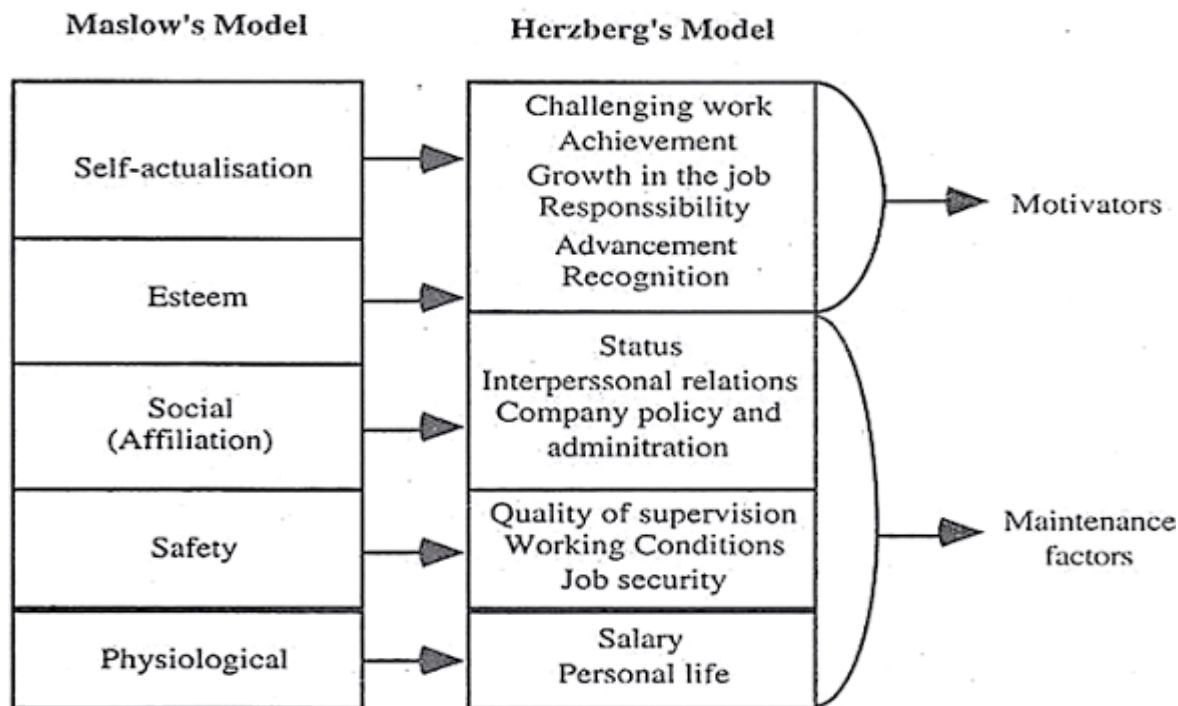 Maslow's Model
Herzberg's Model
Self-actualisation
Esteem
Social
(Affiliation)
Safety
Physiological
Challenging work
Achievement
Growth in the job
Responssibility
Advancement
Recognition
Status
Interperssonal relations
Company policy and
adminitration
Quality of supervision
Working Conditions
Job security
Salary
Personal life
Motivators
Maintenance
factors